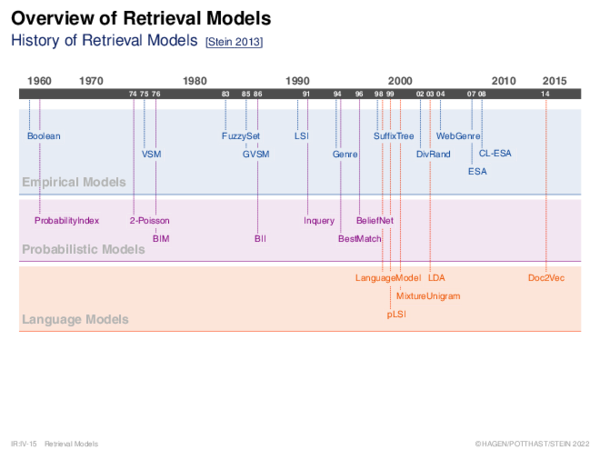 Overview of Retrieval Models
History of Retrieval Models [Stein 2013]
1960 1970 1980 1990 2000 2010 2015
74 75 76 83 85 86 91 94 96 98 99 02 03 04 07 08 14
Boolean FuzzySet LSI SuffixTree WebGenre
VSM GVSM Genre DivRand CL-ESA
ESA
Empirical Models
ProbabilityIndex 2-Poisson Inquery BeliefNet
BIM BII BestMatch
Probabilistic Models
LanguageModel LDA Doc2Vec
MixtureUnigram
pLSI
Language Models
IR:IV-15 Retrieval Models ©HAGEN/POTTHAST/STEIN 2022